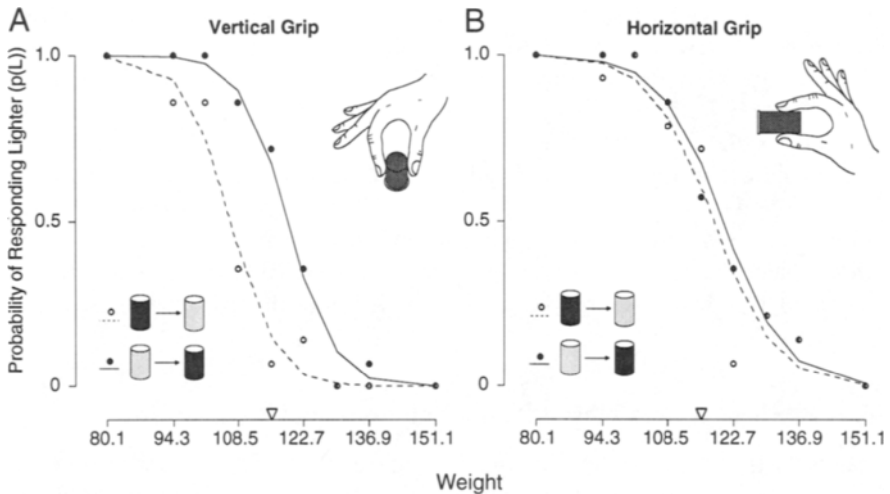 A
Vertical Grip
Probability of Responding Lighter (p(L))
1.0
0.5
0
80.1 94.3 108.5 122.7 136.9 151.1
B
Horizontal Grip
1.0
0.5
0
80.1 94.3 108.5 122.7 136.9 151.1
Weight